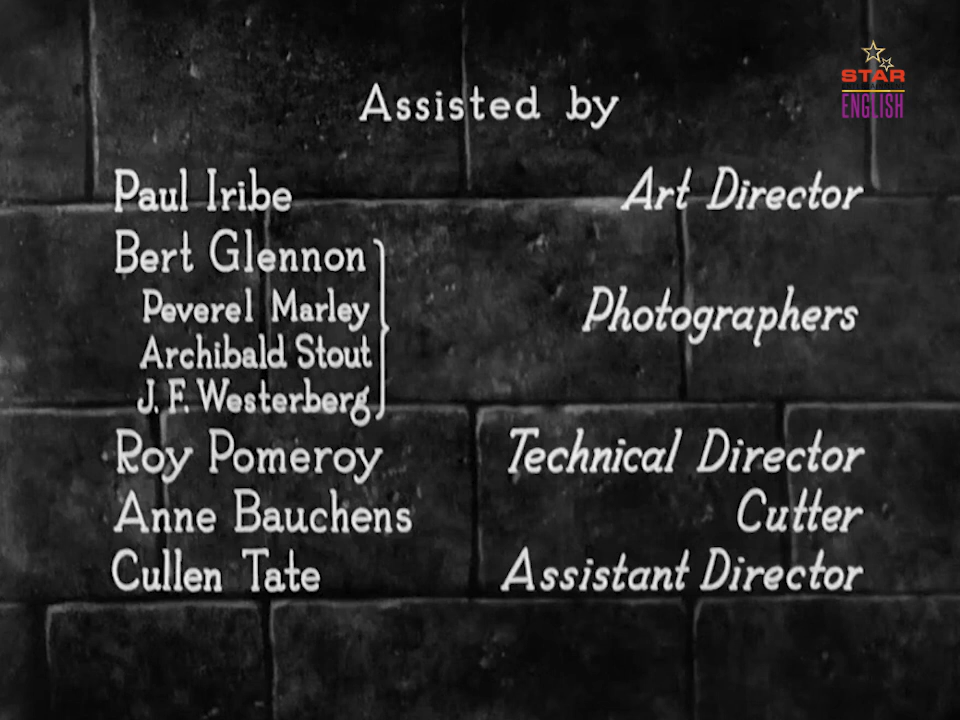 STAR
ENGLISH
Assisted by
Paul Iribe Art Director
Bert Glennon
Peverel Marley Photographers
Archibald Stout
J. F. Westerberg
Roy Pomeroy Technical Director
Anne Bauchens Cutter
Cullen Tate Assistant Director